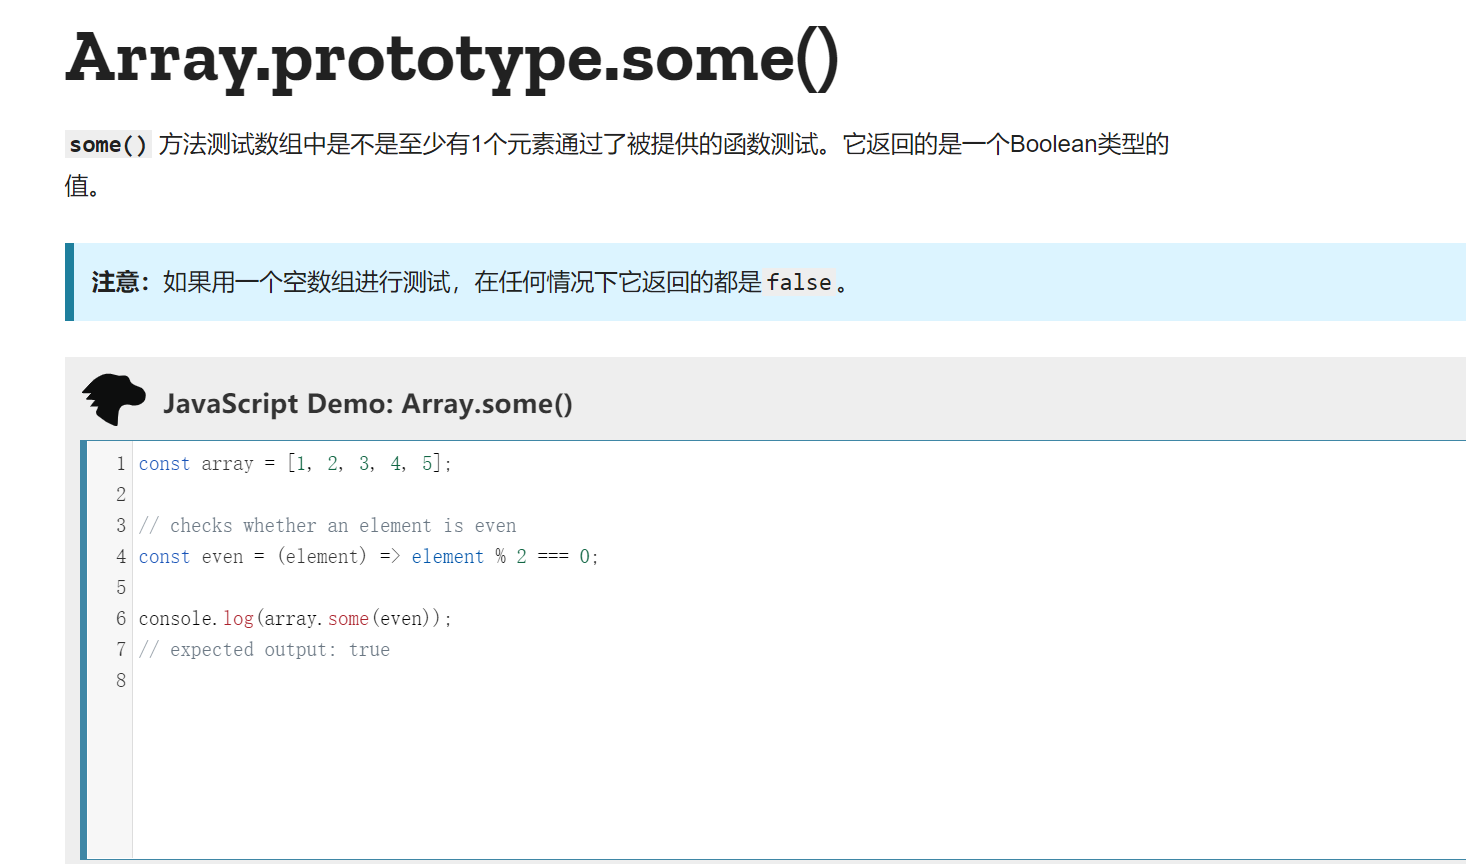 Array.prototype.some()
some() 方法测试数组中是不是至少有1个元素通过了被提供的函数测试。它返回的是一个Boolean类型的
值。
注意：如果用一个空数组进行测试，在任何情况下它返回的都是false。
JavaScript Demo: Array.some()
1 const array = [1, 2, 3, 4, 5];
2
3 // checks whether an element is even
4 const even = (element) => element % 2 === 0;
5
6 console.log(array.some(even));
7 // expected output: true
8